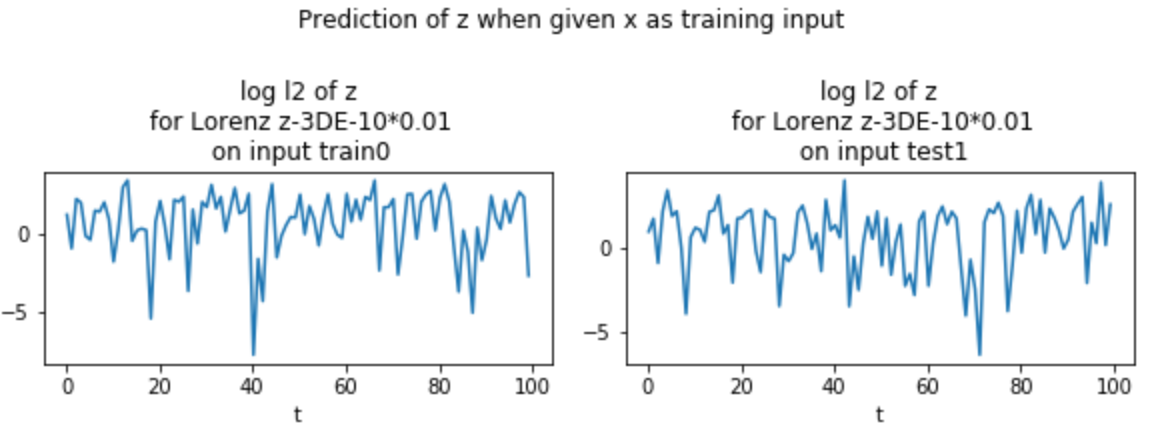 Prediction of z when given x as training input
log l2 of z
for Lorenz z-3DE-10*0.01
on input train0
0
−5
0 20 40 60 80 100
t
log l2 of z
for Lorenz z-3DE-10*0.01
on input test1
0
−5
0 20 40 60 80 100
t